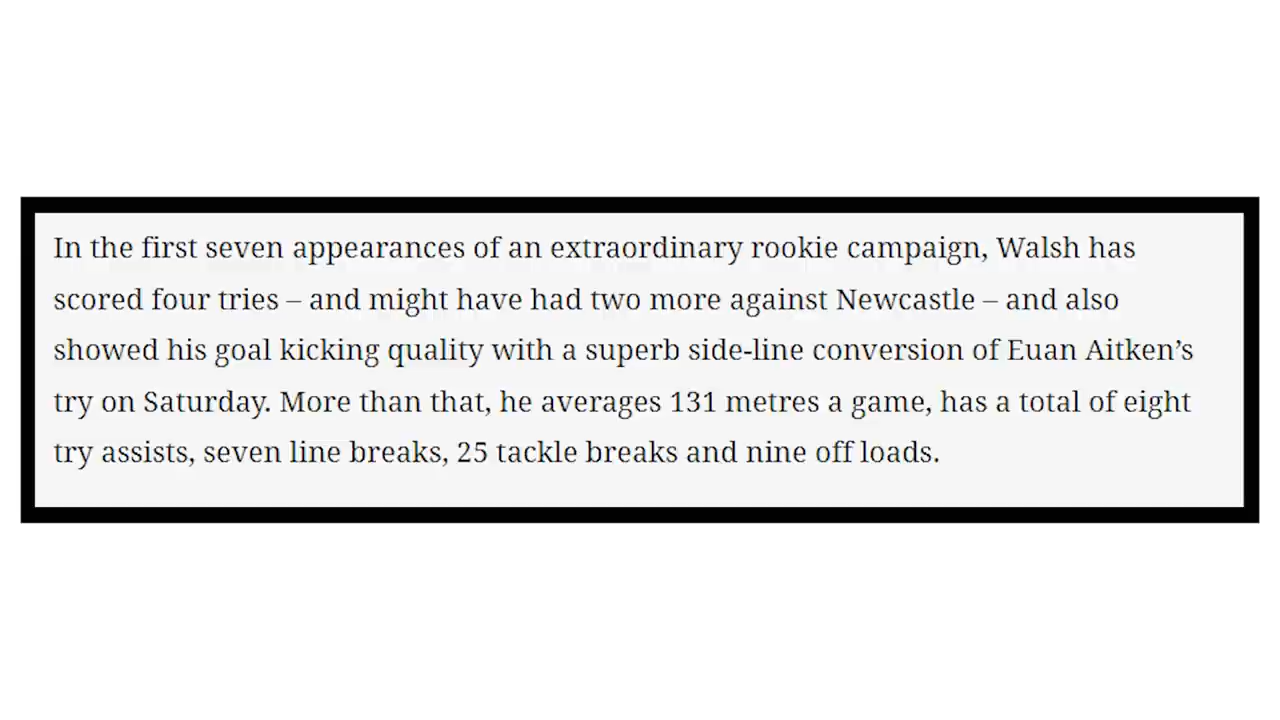 In the first seven appearances of an extraordinary rookie campaign, Walsh has
scored four tries – and might have had two more against Newcastle – and also
showed his goal kicking quality with a superb side-line conversion of Euan Aitken’s
try on Saturday. More than that, he averages 131 metres a game, has a total of eight
try assists, seven line breaks, 25 tackle breaks and nine off loads.